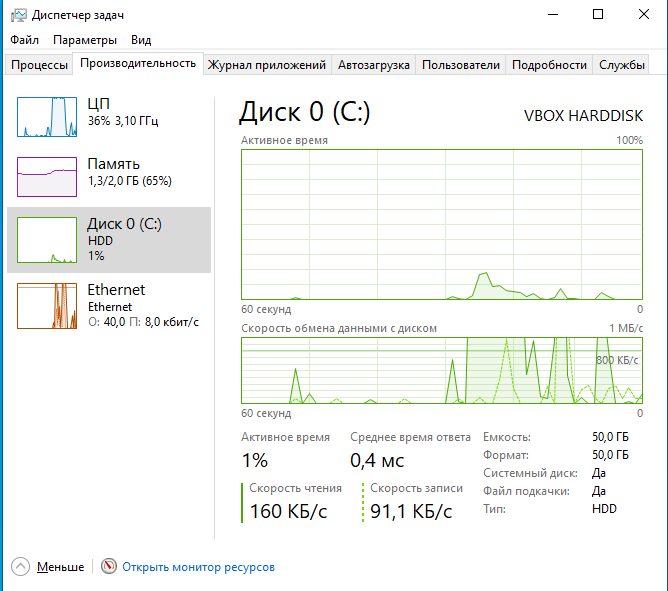 Диспетчер задач
Файл Параметры Вид
Процессы Производительность Журнал приложений Автозагрузка Пользователи Подробности Службы
ЦП
36% 3,10 ГГц
Память
1,3/2,0 ГБ (65%)
Диск 0 (C:)
HDD
1%
Ethernet
Ethernet
О: 40,0 П: 8,0 кбит/с
Диск 0 (C:) VBOX HARDDISK
Активное время 100%
60 секунд 0
Скорость обмена данными с диском 1 МБ/с
800 КБ/с
60 секунд 0
Активное время
1%
Среднее время ответа
0,4 мс
Скорость чтения
160 КБ/с
Скорость записи
91,1 КБ/с
Емкость: 50,0 ГБ
Формат: 50,0 ГБ
Системный диск: Да
Файл подкачки: Да
Тип: HDD
Меньше Открыть монитор ресурсов